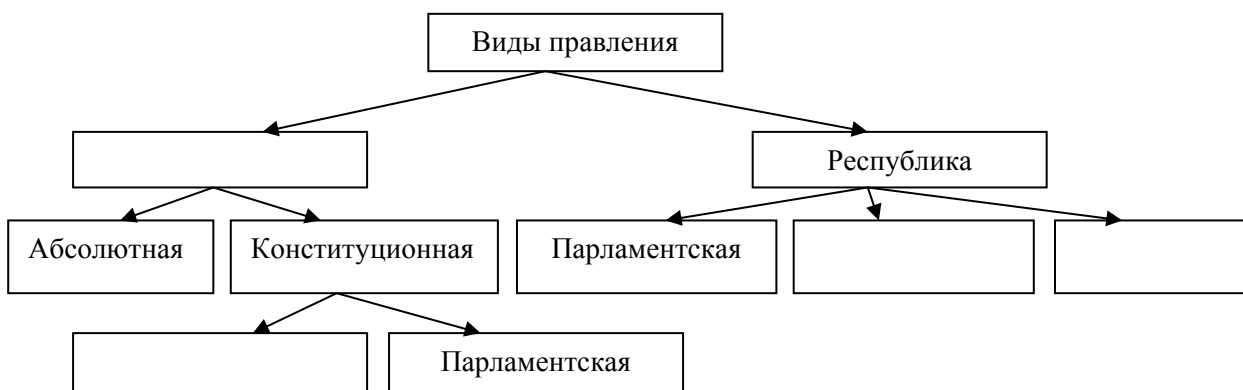 Виды правления
Республика
Абсолютная
Конституционная
Парламентская
Парламентская